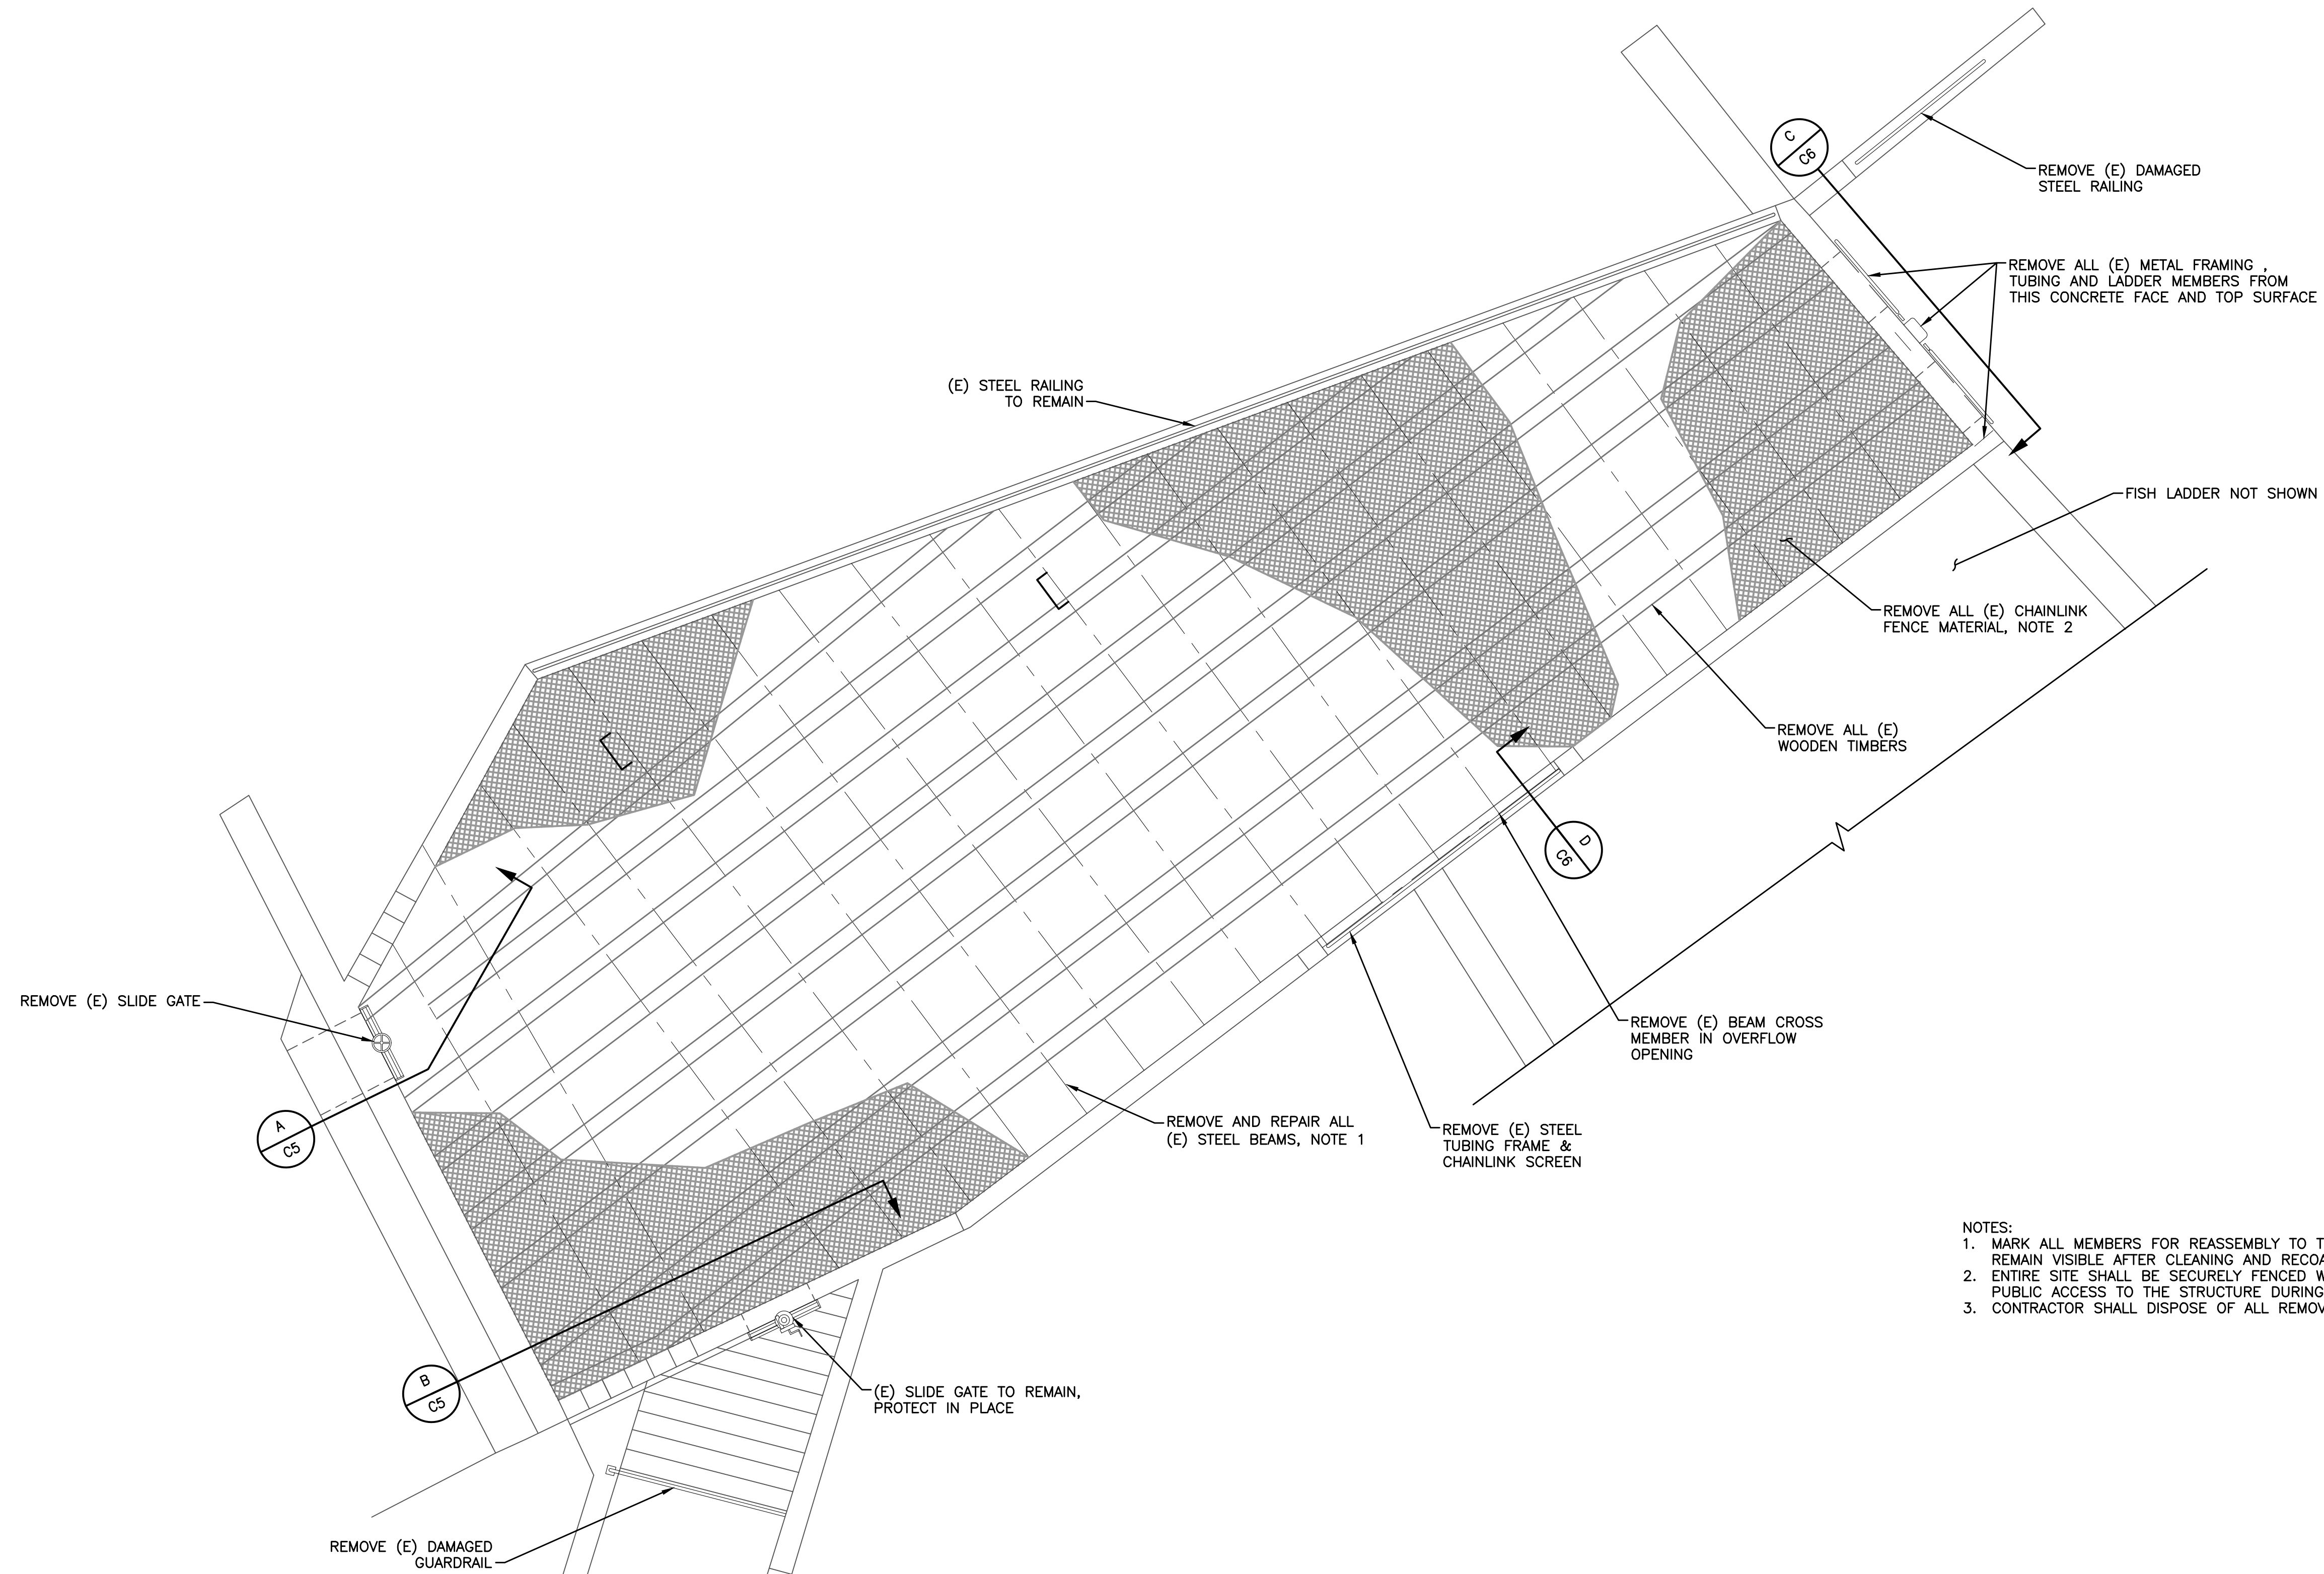 C
C6
REMOVE (E) DAMAGED
STEEL RAILING
REMOVE ALL (E) METAL FRAMING ,
TUBING AND LADDER MEMBERS FROM
THIS CONCRETE FACE AND TOP SURFACE
(E) STEEL RAILING
TO REMAIN
FISH LADDER NOT SHOWN
REMOVE ALL (E) CHAINLINK
FENCE MATERIAL, NOTE 2
REMOVE ALL (E)
WOODEN TIMBERS
D
C6
REMOVE (E) SLIDE GATE
REMOVE (E) BEAM CROSS
MEMBER IN OVERFLOW
OPENING
A
C5
REMOVE AND REPAIR ALL
(E) STEEL BEAMS, NOTE 1
REMOVE (E) STEEL
TUBING FRAME &
CHAINLINK SCREEN
NOTES:
1. MARK ALL MEMBERS FOR REASSEMBLY TO
REMAIN VISIBLE AFTER CLEANING AND
2. ENTIRE SITE SHALL BE SECURELY FENCED
PUBLIC ACCESS TO THE STRUCTURE DURING
3. CONTRACTOR SHALL DISPOSE OF ALL
B
C5
(E) SLIDE GATE TO REMAIN,
PROTECT IN PLACE
REMOVE (E) DAMAGED
GUARDRAIL